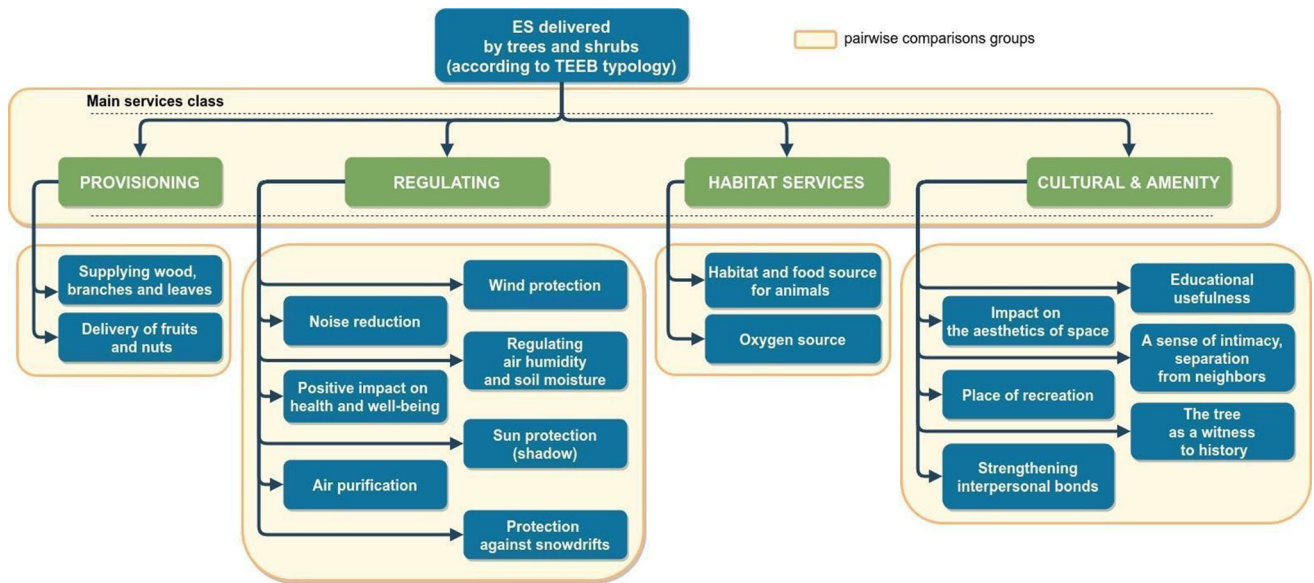 ES delivered
by trees and shrubs
(according to TEEB typology)
pairwise comparisons groups
Main services class
PROVISIONING
REGULATING
HABITAT SERVICES
CULTURAL & AMENITY
Supplying wood,
branches and leaves
Delivery of fruits
and nuts
Wind protection
Noise reduction
Regulating
air humidity
and soil moisture
Positive impact on
health and well-being
Sun protection
(shadow)
Air purification
Protection
against snowdrifts
Habitat and food source
for animals
Oxygen source
Educational
usefulness
Impact on
the aesthetics of space
A sense of intimacy,
separation
from neighbors
Place of recreation
The tree
as a witness
to history
Strengthening
interpersonal bonds